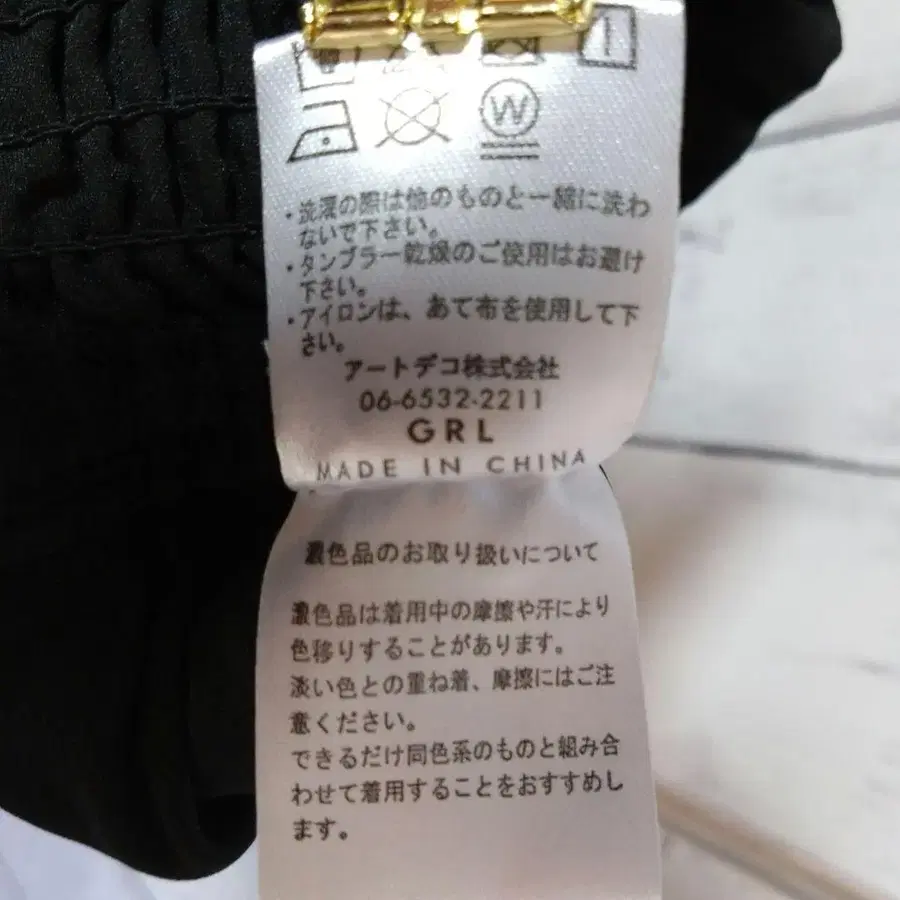 W
・洗濯の際は他のものと一緒に洗わ
ないで下さい。
・タンブラー乾燥のご使用はお避け
下さい。
・アイロンは、あて布を使用して下
さい。
アートデコ株式会社
06-6532-2211
GRL
MADE IN CHINA
濃色品のお取り扱いについて
濃色品は着用中の摩擦や汗により
色移りすることがあります。
淡い色との重ね着、摩擦にはご注
意ください。
できるだけ同色系のものと組み合
わせて着用することをおすすめし
ます。